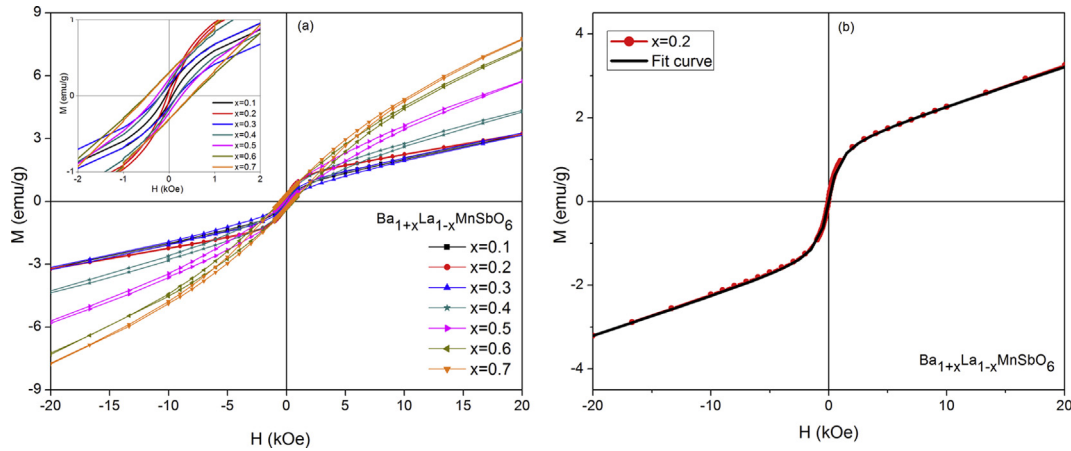 (a)
1
0
-1
-2
-1
0
1
2
M (emu/g)
H (kOe)
x=0.1
x=0.2
x=0.3
x=0.4
x=0.5
x=0.6
x=0.7
9
6
3
0
-3
-6
-9
M (emu/g)
Ba1+xLa1-xMnSbO6
x=0.1
x=0.2
x=0.3
x=0.4
x=0.5
x=0.6
x=0.7
-20
-15
-10
-5
0
5
10
15
20
H (kOe)
(b)
x=0.2
Fit curve
4
2
0
-2
-4
M (emu/g)
Ba1+xLa1-xMnSbO6
-20
-10
0
10
20
H (kOe)